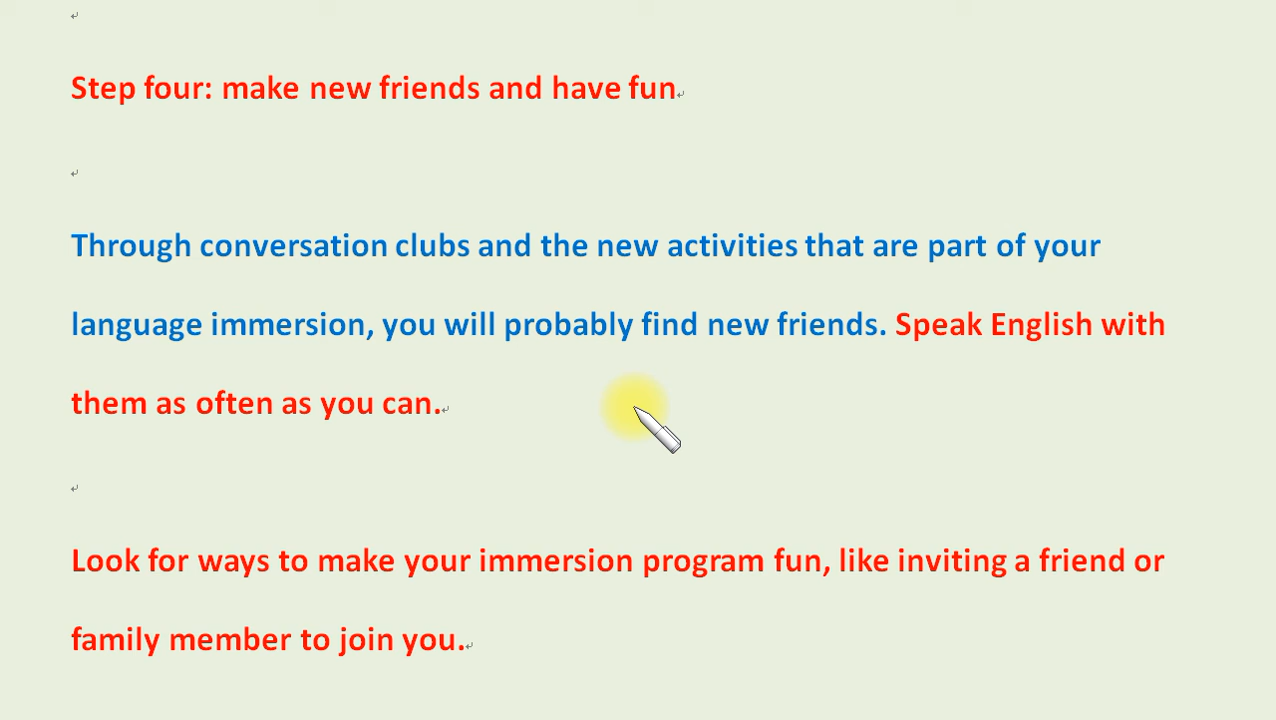 Step four: make new friends and have fun
Through conversation clubs and the new activities that are part of your
language immersion, you will probably find new friends. Speak English with
them as often as you can.
Look for ways to make your immersion program fun, like inviting a friend or
family member to join you.